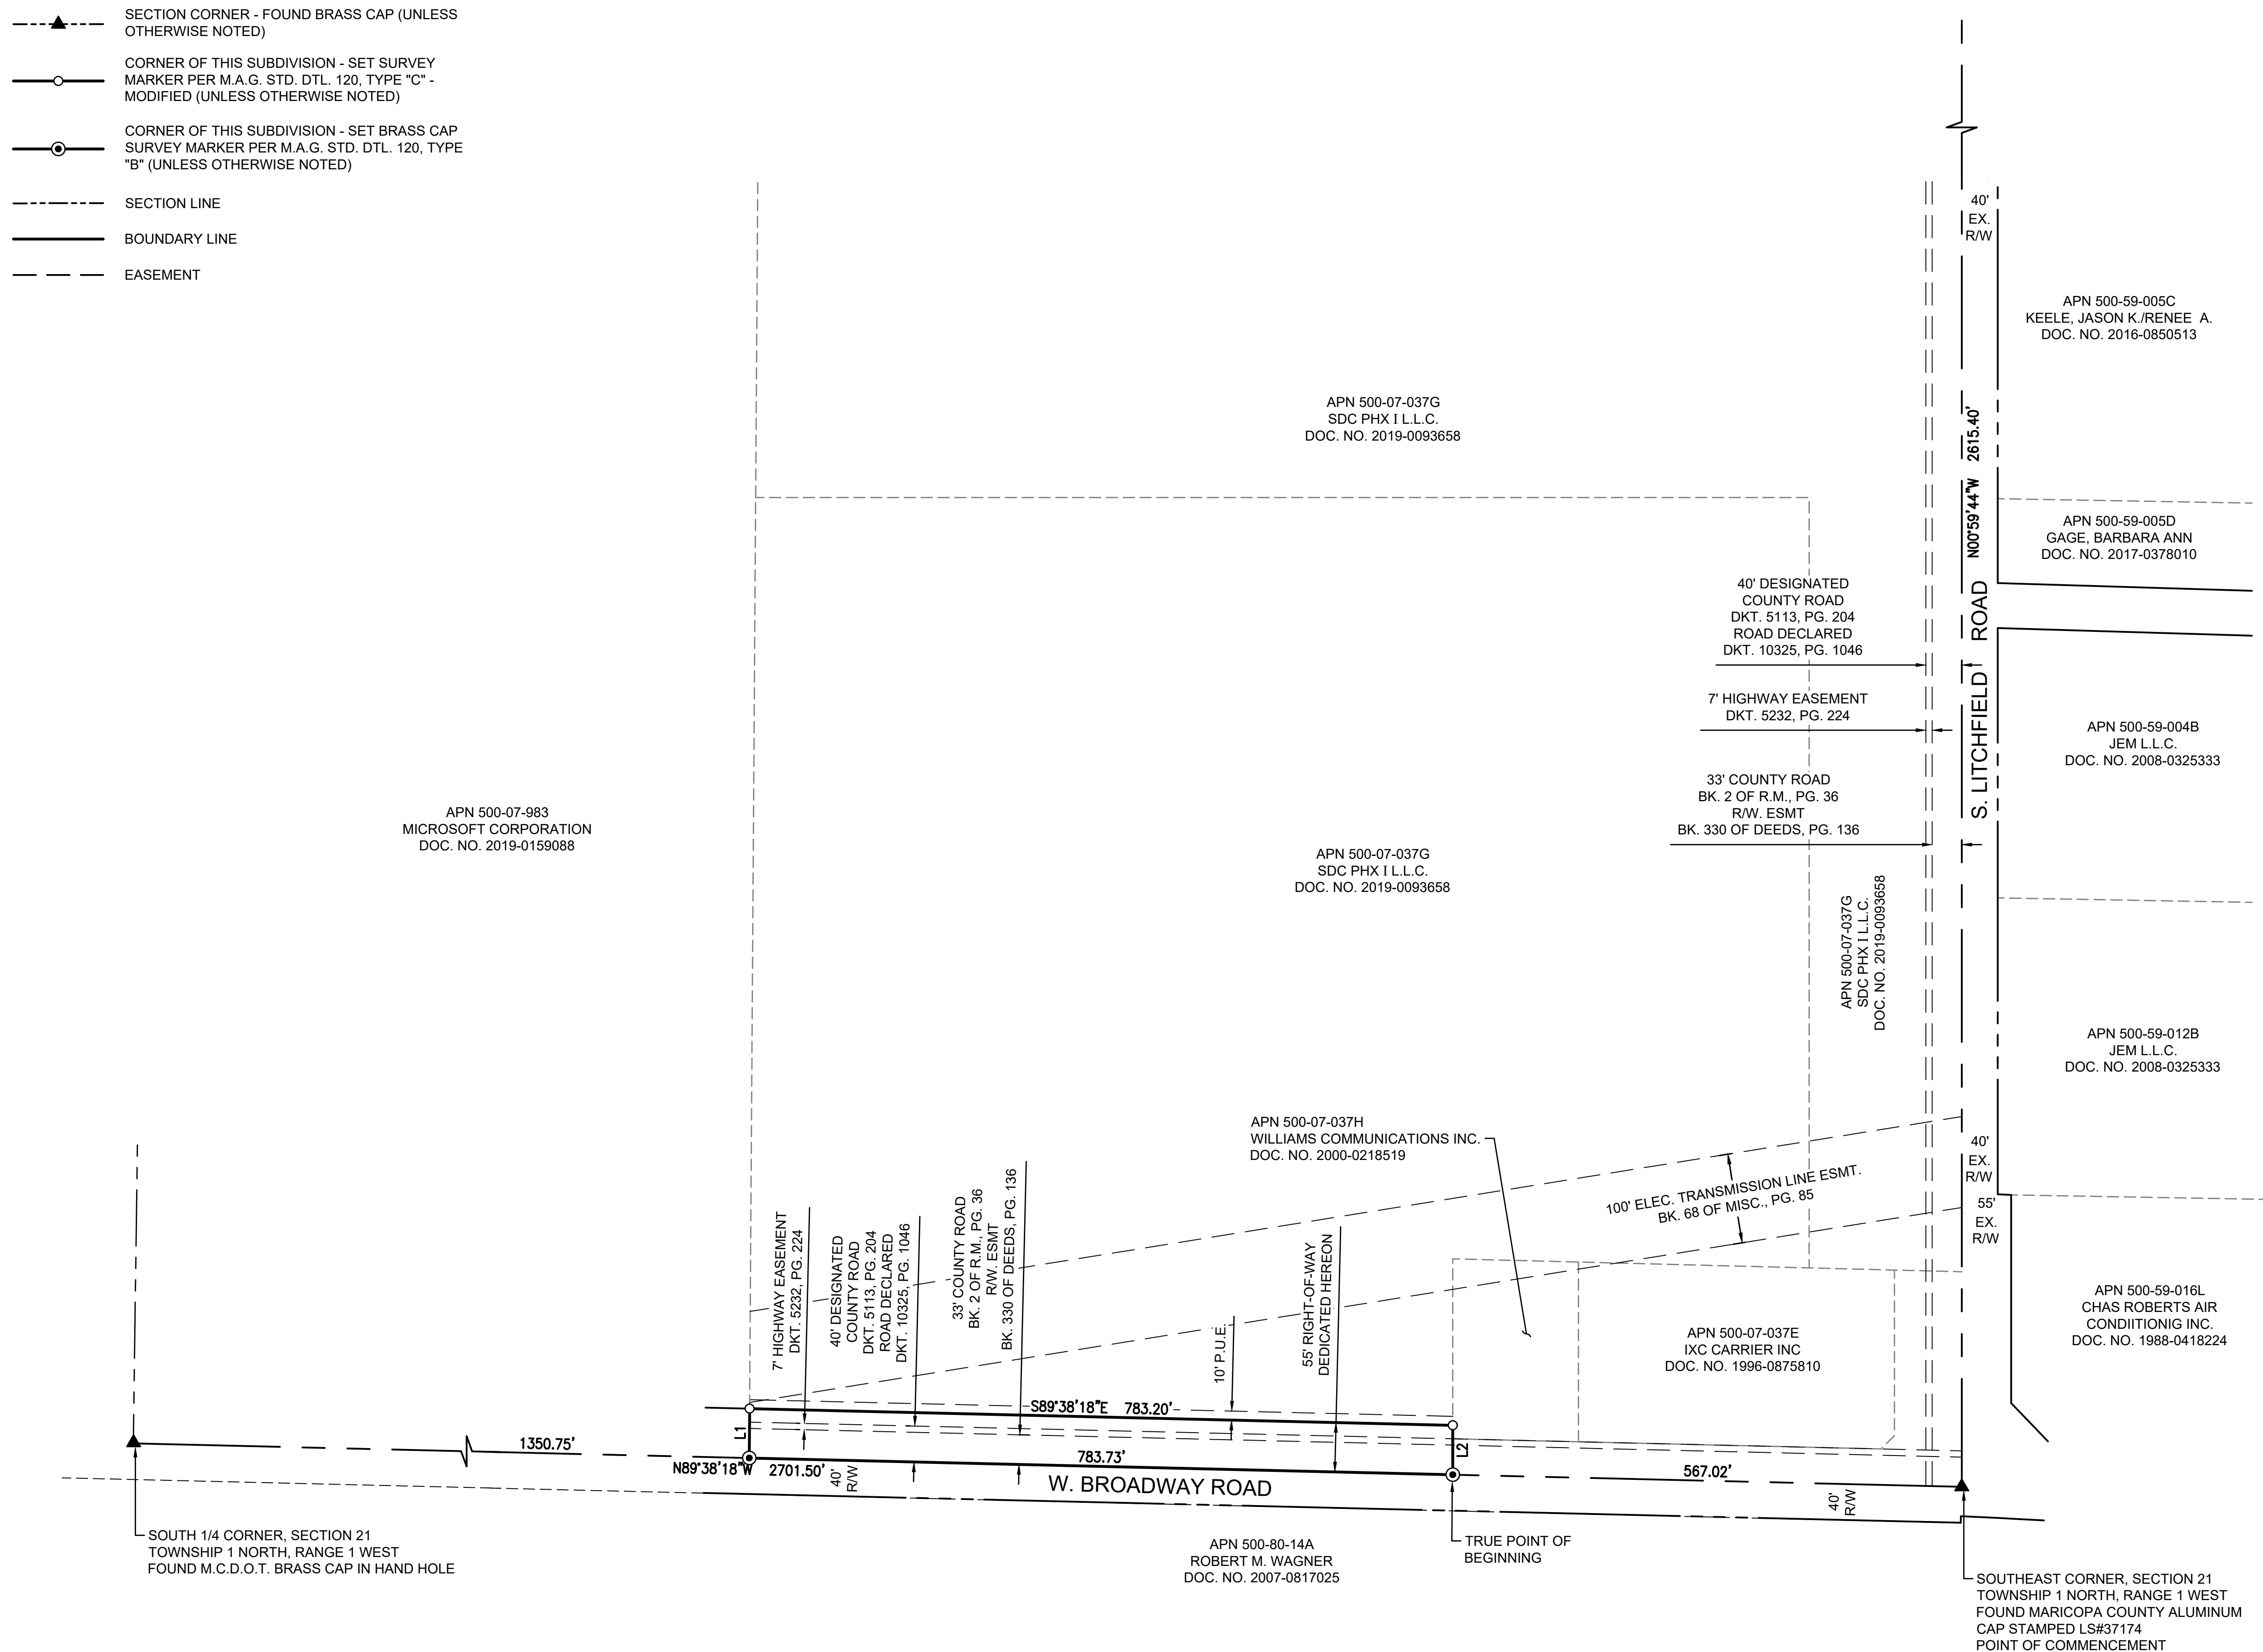 SECTION CORNER - FOUND BRASS CAP (UNLESS
OTHERWISE NOTED)
CORNER OF THIS SUBDIVISION - SET SURVEY
MARKER PER M.A.G. STD. DTL. 120, TYPE "C" -
MODIFIED (UNLESS OTHERWISE NOTED)
CORNER OF THIS SUBDIVISION - SET BRASS CAP
SURVEY MARKER PER M.A.G. STD. DTL. 120, TYPE
"B" (UNLESS OTHERWISE NOTED)
SECTION LINE
BOUNDARY LINE
EASEMENT
40'
EX.
R/W
APN 500-59-005C
KEELE, JASON K./RENEE A.
DOC. NO. 2016-0850513
APN 500-07-037G
SDC PHX I L.L.C.
DOC. NO. 2019-0093658
N00°59'44"W 2615.40'
APN 500-59-005D
GAGE, BARBARA ANN
DOC. NO. 2017-0378010
40' DESIGNATED
COUNTY ROAD
DKT. 5113, PG. 204
ROAD DECLARED
DKT. 10325, PG. 1046
7' HIGHWAY EASEMENT
DKT. 5232, PG. 224
33' COUNTY ROAD
BK. 2 OF R.M., PG. 36
R/W. ESMT
BK. 330 OF DEEDS, PG. 136
S. LITCHFIELD ROAD
APN 500-59-004B
JEM L.L.C.
DOC. NO. 2008-0325333
APN 500-07-983
MICROSOFT CORPORATION
DOC. NO. 2019-0159088
APN 500-07-037G
SDC PHX I L.L.C.
DOC. NO. 2019-0093658
APN 500-07-037G
SDC PHX I L.L.C.
DOC. NO. 2019-0093658
APN 500-59-012B
JEM L.L.C.
DOC. NO. 2008-0325333
APN 500-07-037H
WILLIAMS COMMUNICATIONS INC.
DOC. NO. 2000-0218519
100' ELEC. TRANSMISSION LINE ESMT.
BK. 68 OF MISC., PG. 85
40'
EX.
R/W
55'
EX.
R/W
7' HIGHWAY EASEMENT
DKT. 5232, PG. 224
40' DESIGNATED
COUNTY ROAD
DKT. 5113, PG. 204
ROAD DECLARED
DKT. 10325, PG. 1046
33' COUNTY ROAD
BK. 2 OF R.M., PG. 36
R/W. ESMT
BK. 330 OF DEEDS, PG. 136
10' P.U.E.
55' RIGHT-OF-WAY
DEDICATED HEREON
APN 500-07-037E
IXC CARRIER INC
DOC. NO. 1996-0875810
APN 500-59-016L
CHAS ROBERTS AIR
CONDIITIONIG INC.
DOC. NO. 1988-0418224
S89°38'18"E 783.20'
L1
L2
1350.75'
783.73'
567.02'
N89°38'18"W 2701.50'
40'
R/W
W. BROADWAY ROAD
40'
R/W
SOUTH 1/4 CORNER, SECTION 21
TOWNSHIP 1 NORTH, RANGE 1 WEST
FOUND M.C.D.O.T. BRASS CAP IN HAND HOLE
APN 500-80-14A
ROBERT M. WAGNER
DOC. NO. 2007-0817025
TRUE POINT OF
BEGINNING
SOUTHEAST CORNER, SECTION 21
TOWNSHIP 1 NORTH, RANGE 1 WEST
FOUND MARICOPA COUNTY ALUMINUM
CAP STAMPED LS#37174
POINT OF COMMENCEMENT